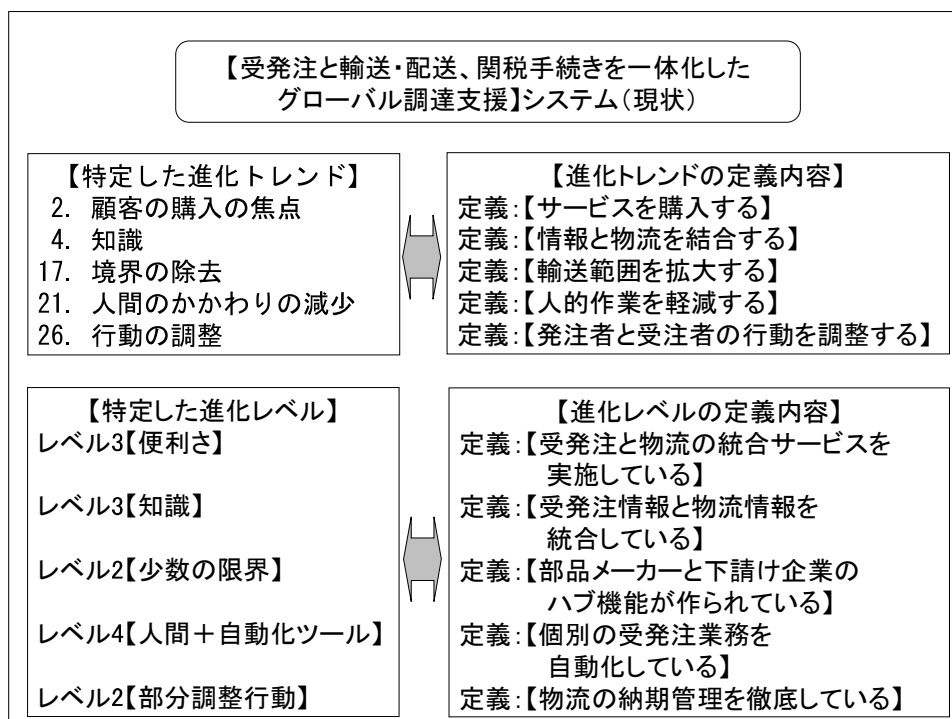 【受発注と輸送・配送、関税手続きを一体化した
グローバル調達支援】システム（現状）
【特定した進化トレンド】
2. 顧客の購入の焦点
4. 知識
17. 境界の除去
21. 人間のかかわりの減少
26. 行動の調整
【進化トレンドの定義内容】
定義：【サービスを購入する】
定義：【情報と物流を結合する】
定義：【輸送範囲を拡大する】
定義：【人的作業を軽減する】
定義：【発注者と受注者の行動を調整する】
【特定した進化レベル】
レベル3【便利さ】
レベル3【知識】
レベル2【少数の限界】
レベル4【人間＋自動化ツール】
レベル2【部分調整行動】
【進化レベルの定義内容】
定義：【受発注と物流の統合サービスを
実施している】
定義：【受発注情報と物流情報を
統合している】
定義：【部品メーカーと下請け企業の
ハブ機能が作られている】
定義：【個別の受発注業務を
自動化している】
定義：【物流の納期管理を徹底している】